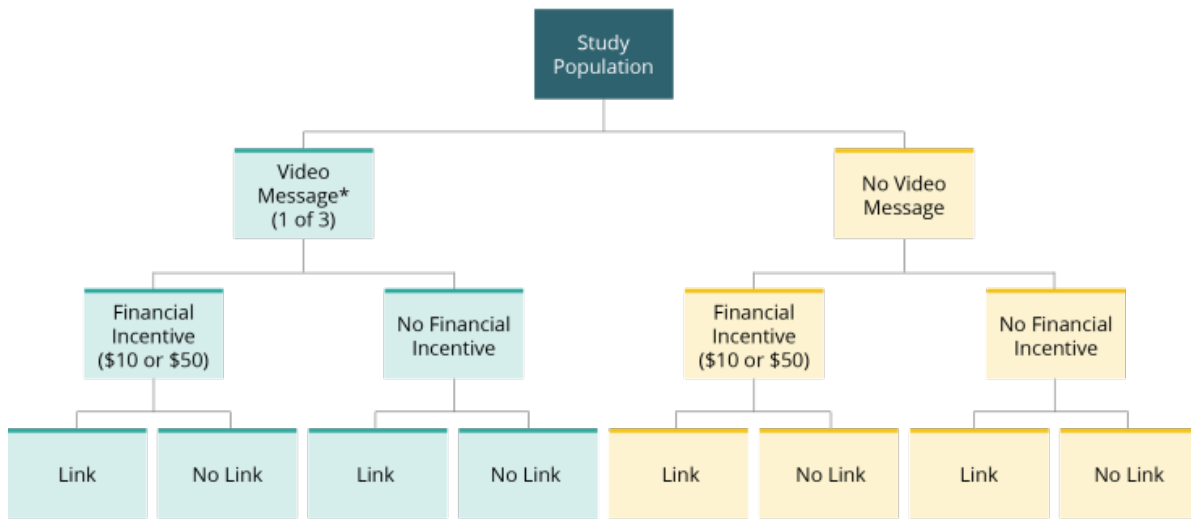 Study
Population
Video
Message*
(1 of 3)
No Video
Message
Financial
Incentive
($10 or $50)
No Financial
Incentive
Financial
Incentive
($10 or $50)
No Financial
Incentive
Link
No Link
Link
No Link
Link
No Link
Link
No Link